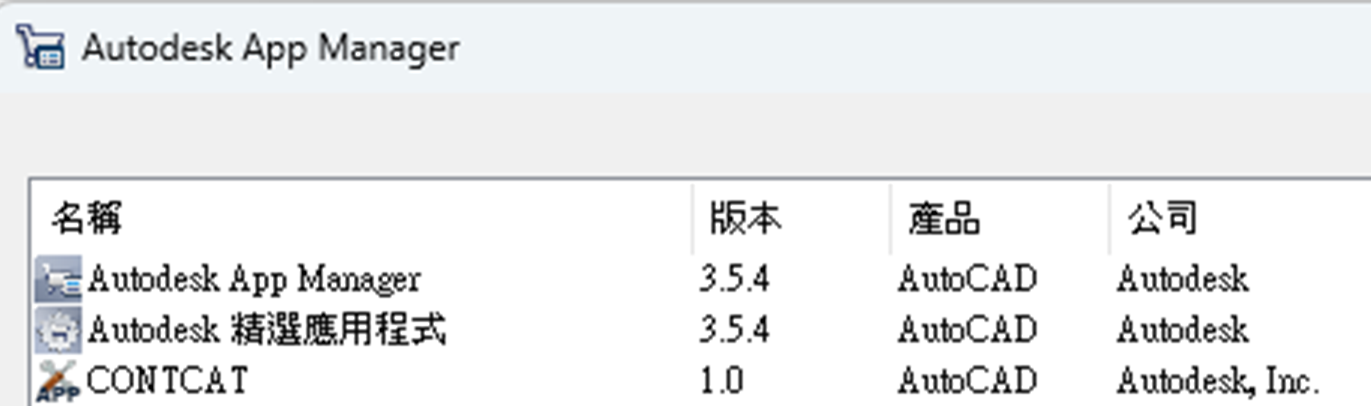 Autodesk App Manager
名稱 版本 產品 公司
Autodesk App Manager 3.5.4 AutoCAD Autodesk
Autodesk 精選應用程式 3.5.4 AutoCAD Autodesk
APP CONTCAT 1.0 AutoCAD Autodesk, Inc.